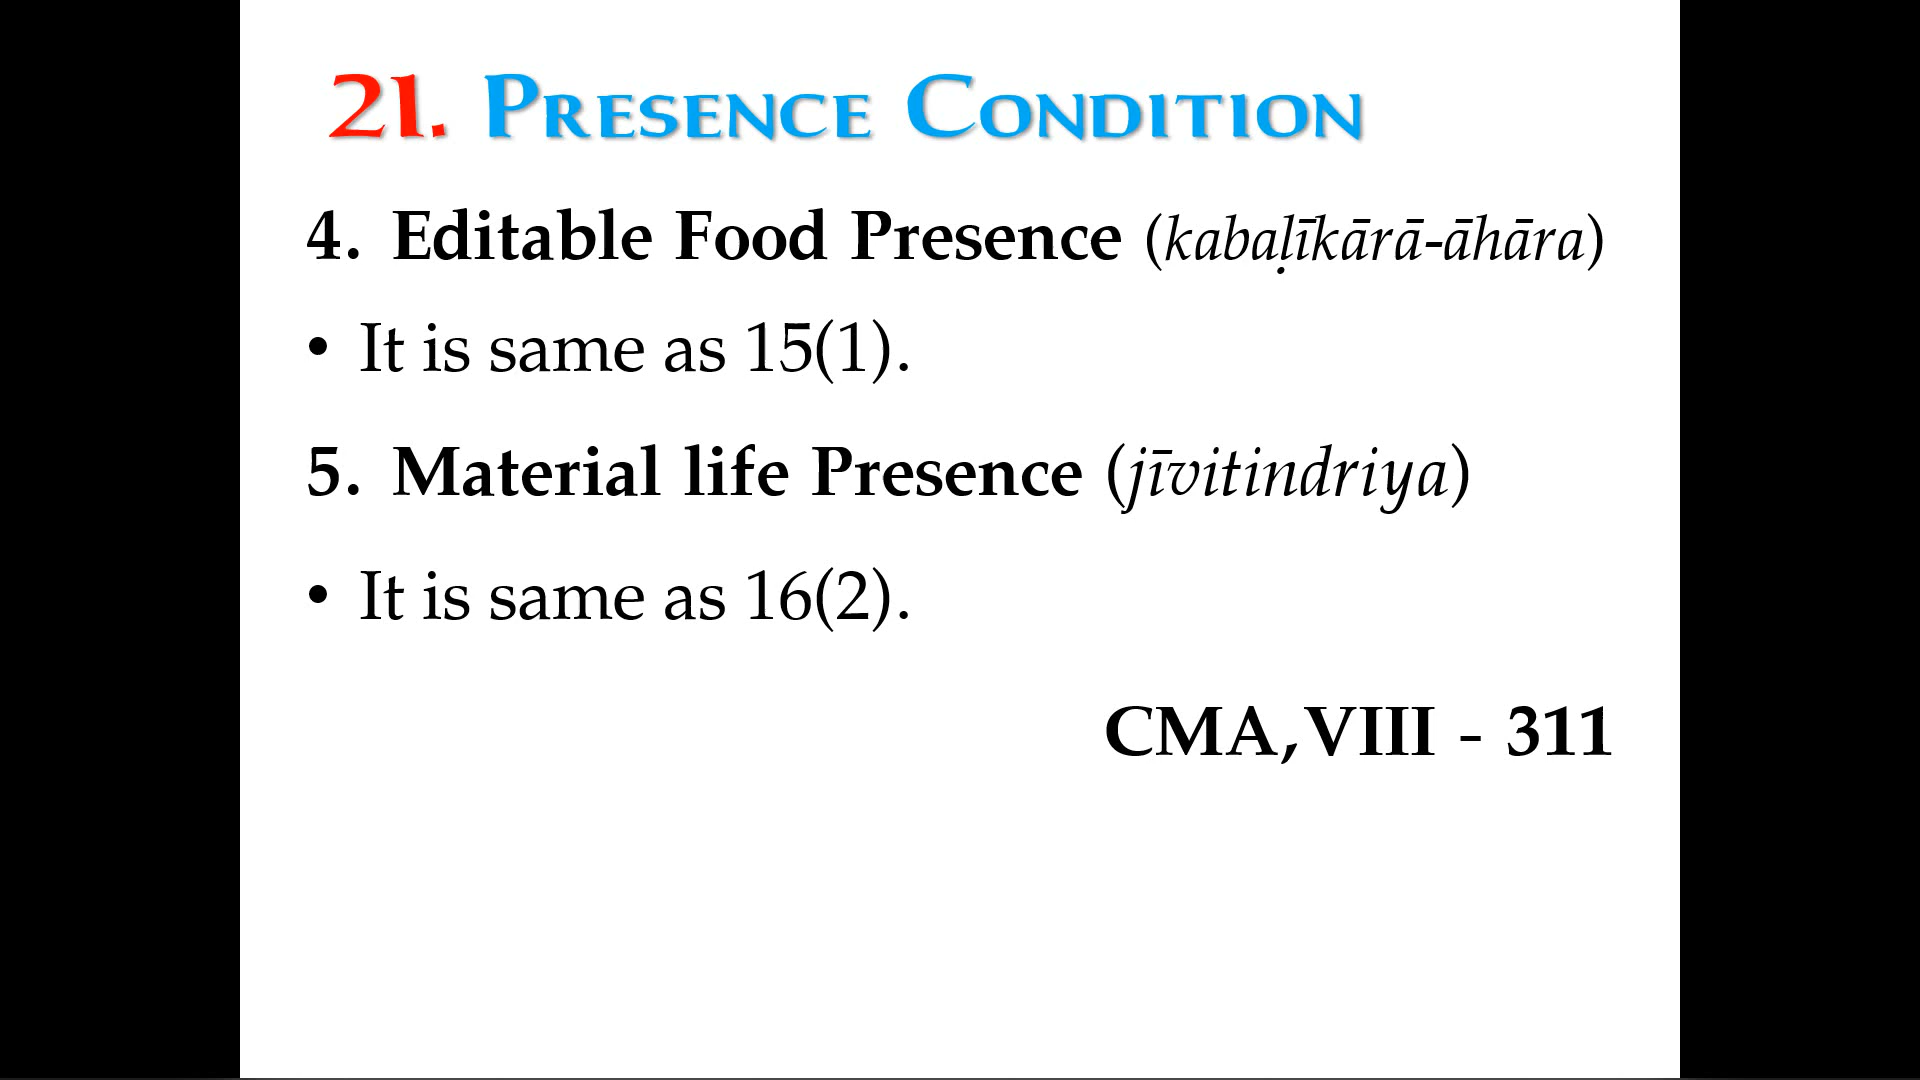 21. Presence Condition
4. Editable Food Presence (kabaḷīkārā-āhāra)
• It is same as 15(1).
5. Material life Presence (jīvitindriya)
• It is same as 16(2).
CMA,VIII - 311